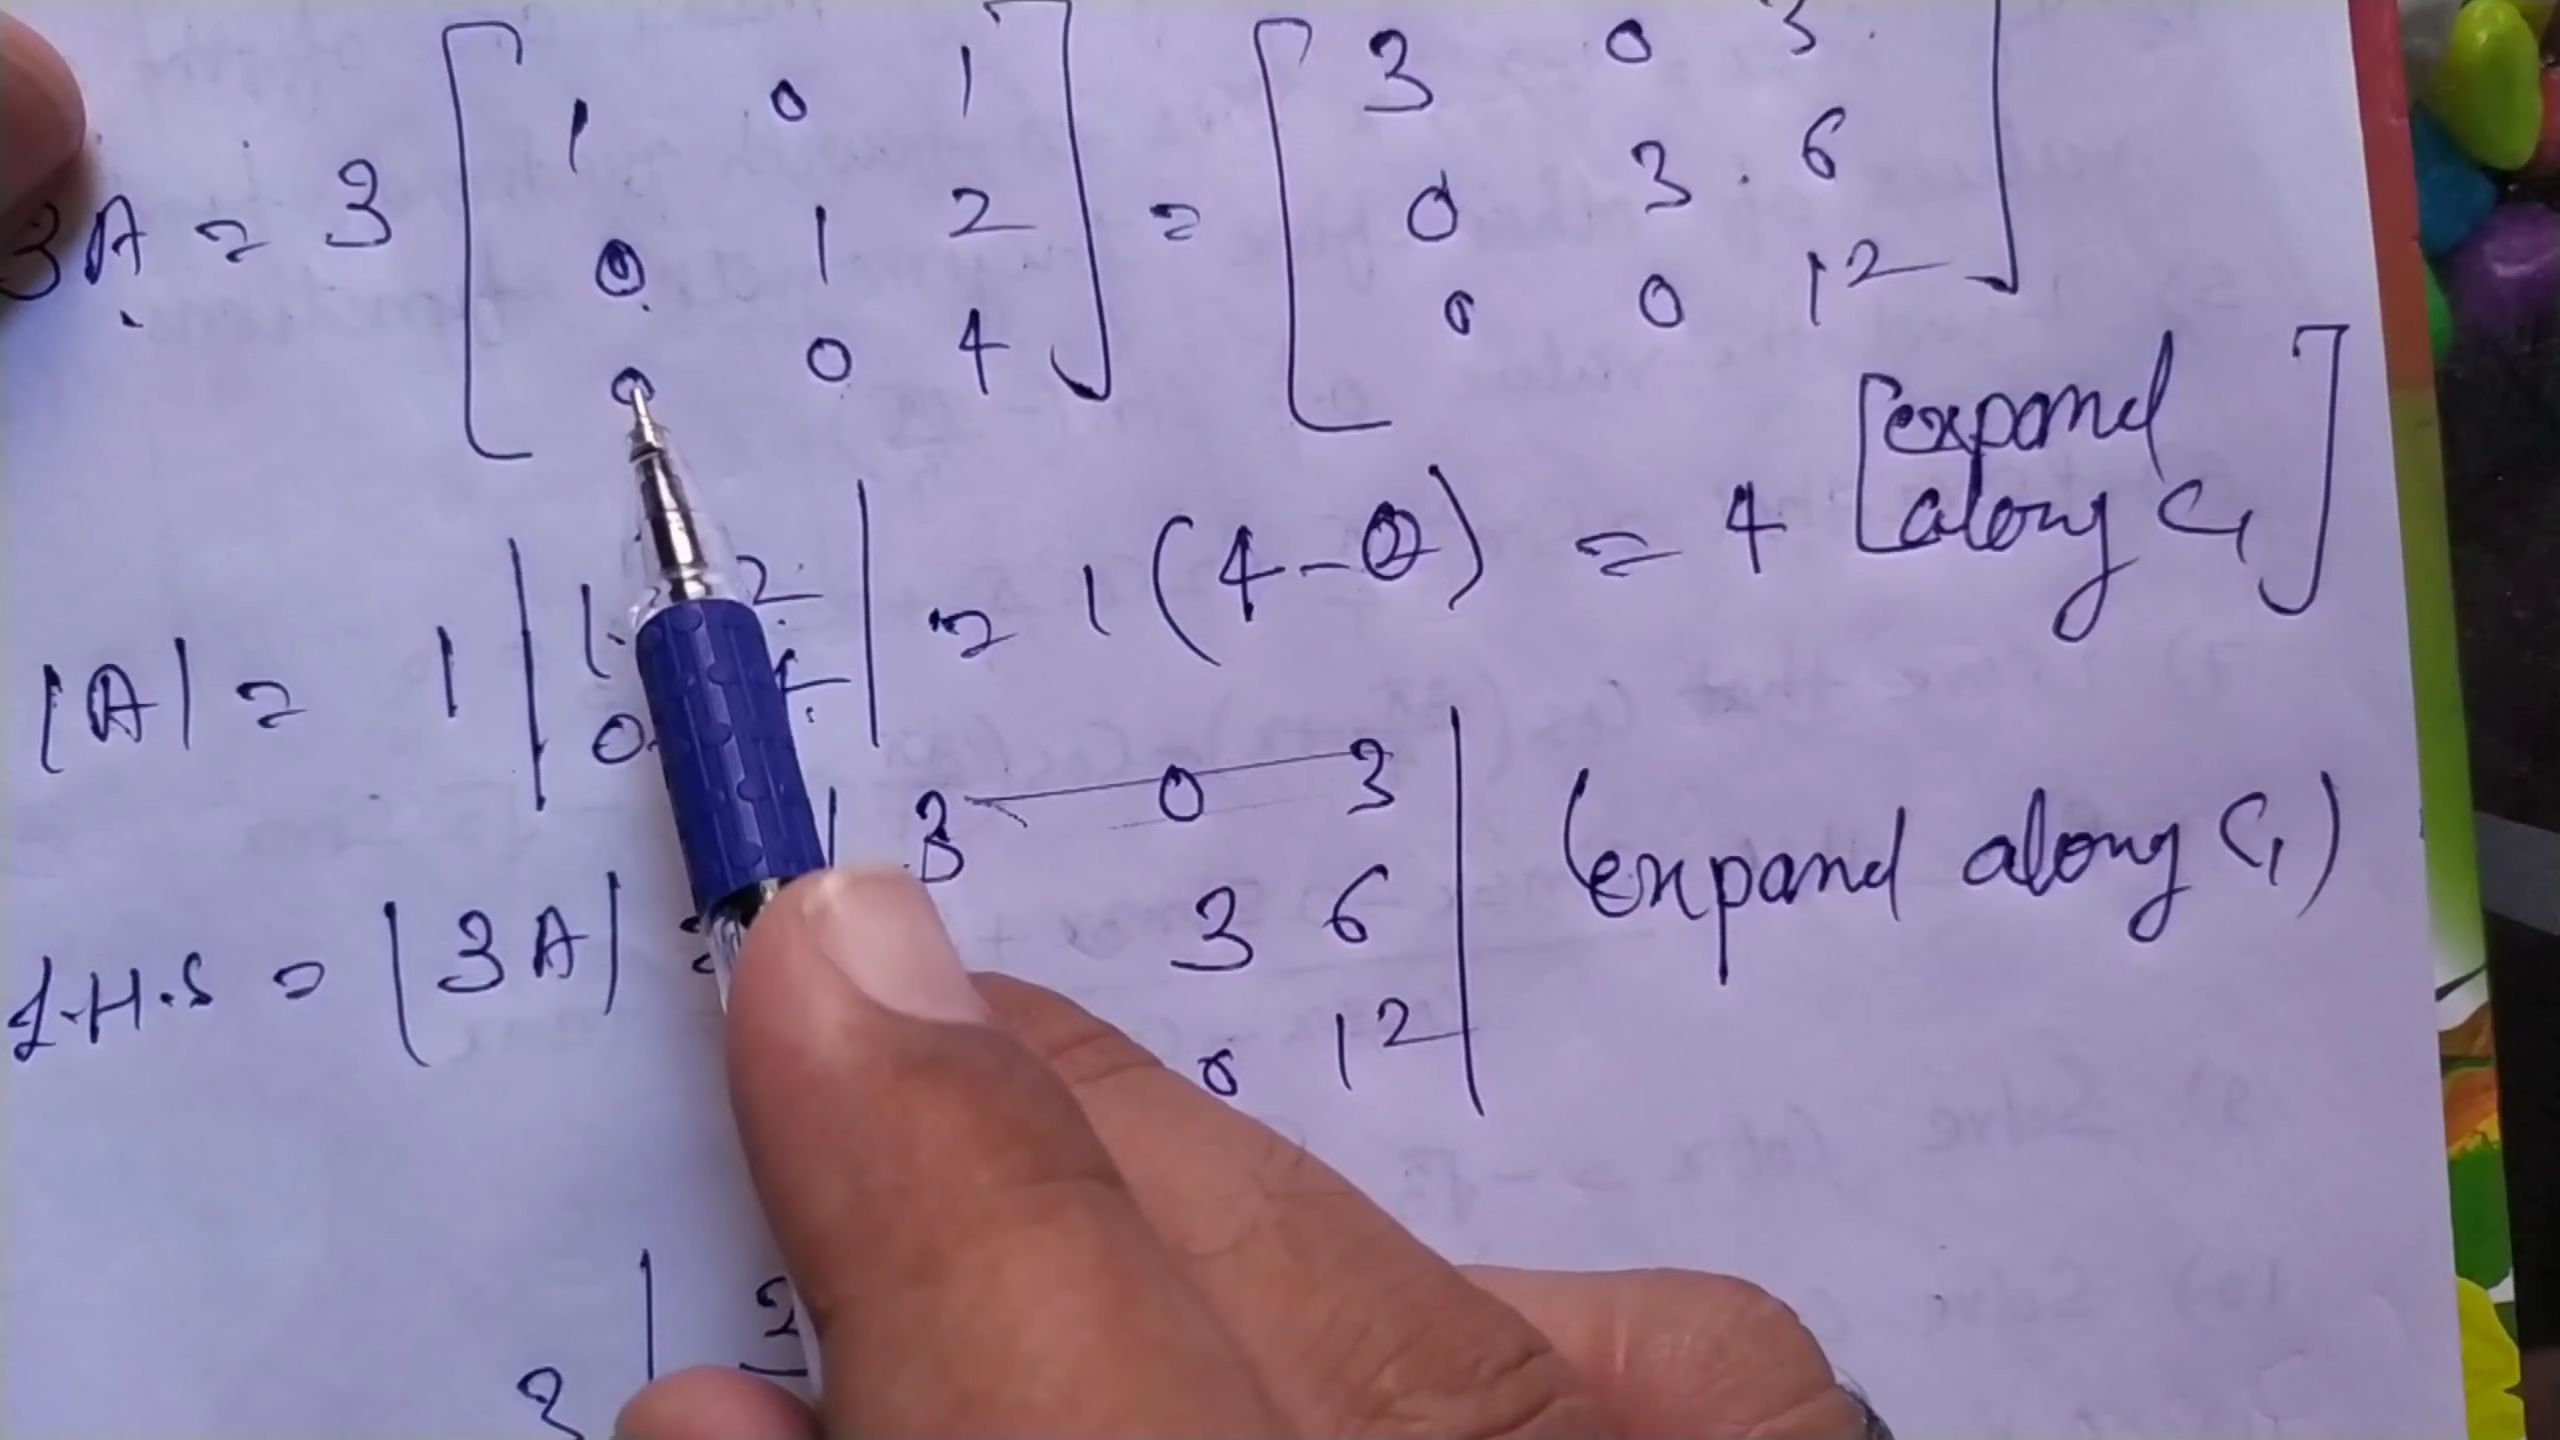 3A = 3 [ 1 0 1 = [ 3 0 3
0 1 2 0 3 6
0 0 4 ] 0 0 12 ]
|A| = 1 | 1 2 | = 1 (4-0) = 4 [expand along C1]
0 4
L.H.S = |3A| = | 3 0 3 | (expand along C1)
3 6
0 12
3 |